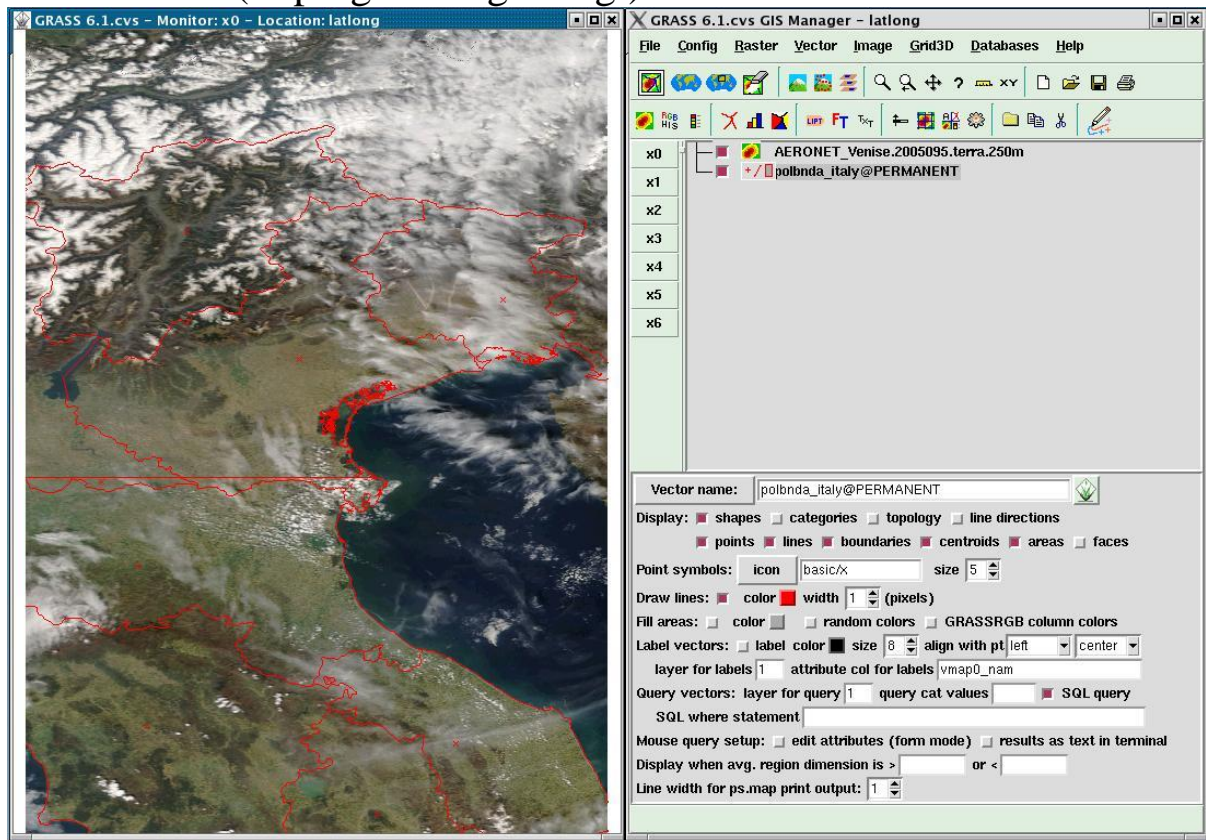 GRASS 6.1.cvs - Monitor: x0 - Location: latlong
GRASS 6.1.cvs GIS Manager - latlong
File Config Raster Vector Image Grid3D Databases Help
? XY
RGB HIS LIPT FT TXT
x0
x1
x2
x3
x4
x5
x6
AERONET_Venise.2005095.terra.250m
polbnda_italy@PERMANENT
Vector name: polbnda_italy@PERMANENT
Display: shapes categories topology line directions
points lines boundaries centroids areas faces
Point symbols: icon basic/x size 5
Draw lines: color width 1 (pixels)
Fill areas: color random colors GRASSRGB column colors
Label vectors: label color size 8 align with pt left center
layer for labels 1 attribute col for labels vmap0_nam
Query vectors: layer for query 1 query cat values SQL query
SQL where statement
Mouse query setup: edit attributes (form mode) results as text in terminal
Display when avg. region dimension is > or <
Line width for ps.map print output: 1